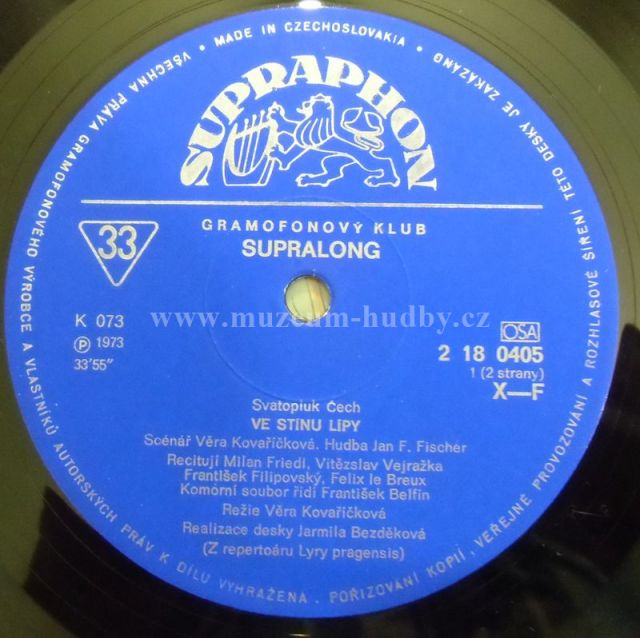 VŠECHNA PRÁVA GRAMOFONOVÉHO VÝROBCE A VLASTNÍKŮ AUTORSKÝCH PRÁV K DÍLU VYHRAŽENA. POŘIZOVÁNÍ KOPIÍ, VEŘEJNÉ PROVOZOVÁNÍ A ROZHLASOVÉ ŠÍŘENÍ TÉTO DESKY JE ZAKÁZÁNO • MADE IN CZECHOSLOVAKIA •
SUPRAPHON
GRAMOFONOVÝ KLUB
33
SUPRALONG
K 073
www.muzeum-hudby.cz
OSA
Ⓟ 1973
2 18 0405
33'55"
1 (2 strany)
X—F
Svatopluk Čech
VE STÍNU LÍPY
Scénář Věra Kovaříčková. Hudba Jan F. Fischer
Recitují Milan Friedl, Vítězslav Vejražka
František Filipovský, Felix le Breux
Komorní soubor řídí František Belfín
Režie Věra Kovaříčková
Realizace desky Jarmila Bezděková
(Z repertoáru Lyry pragensis)